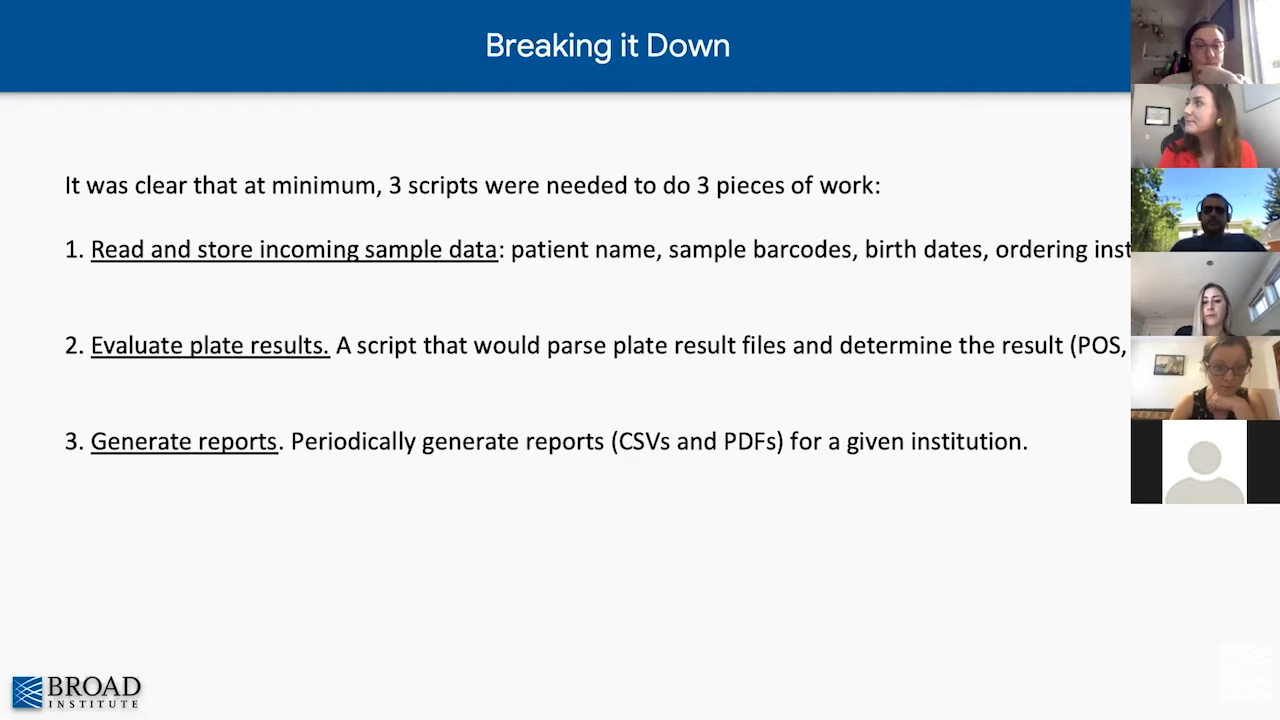 Breaking it Down
It was clear that at minimum, 3 scripts were needed to do 3 pieces of work:
1. Read and store incoming sample data: patient name, sample barcodes, birth dates, ordering inst
2. Evaluate plate results. A script that would parse plate result files and determine the result (POS,
3. Generate reports. Periodically generate reports (CSVs and PDFs) for a given institution.
BROAD
INSTITUTE